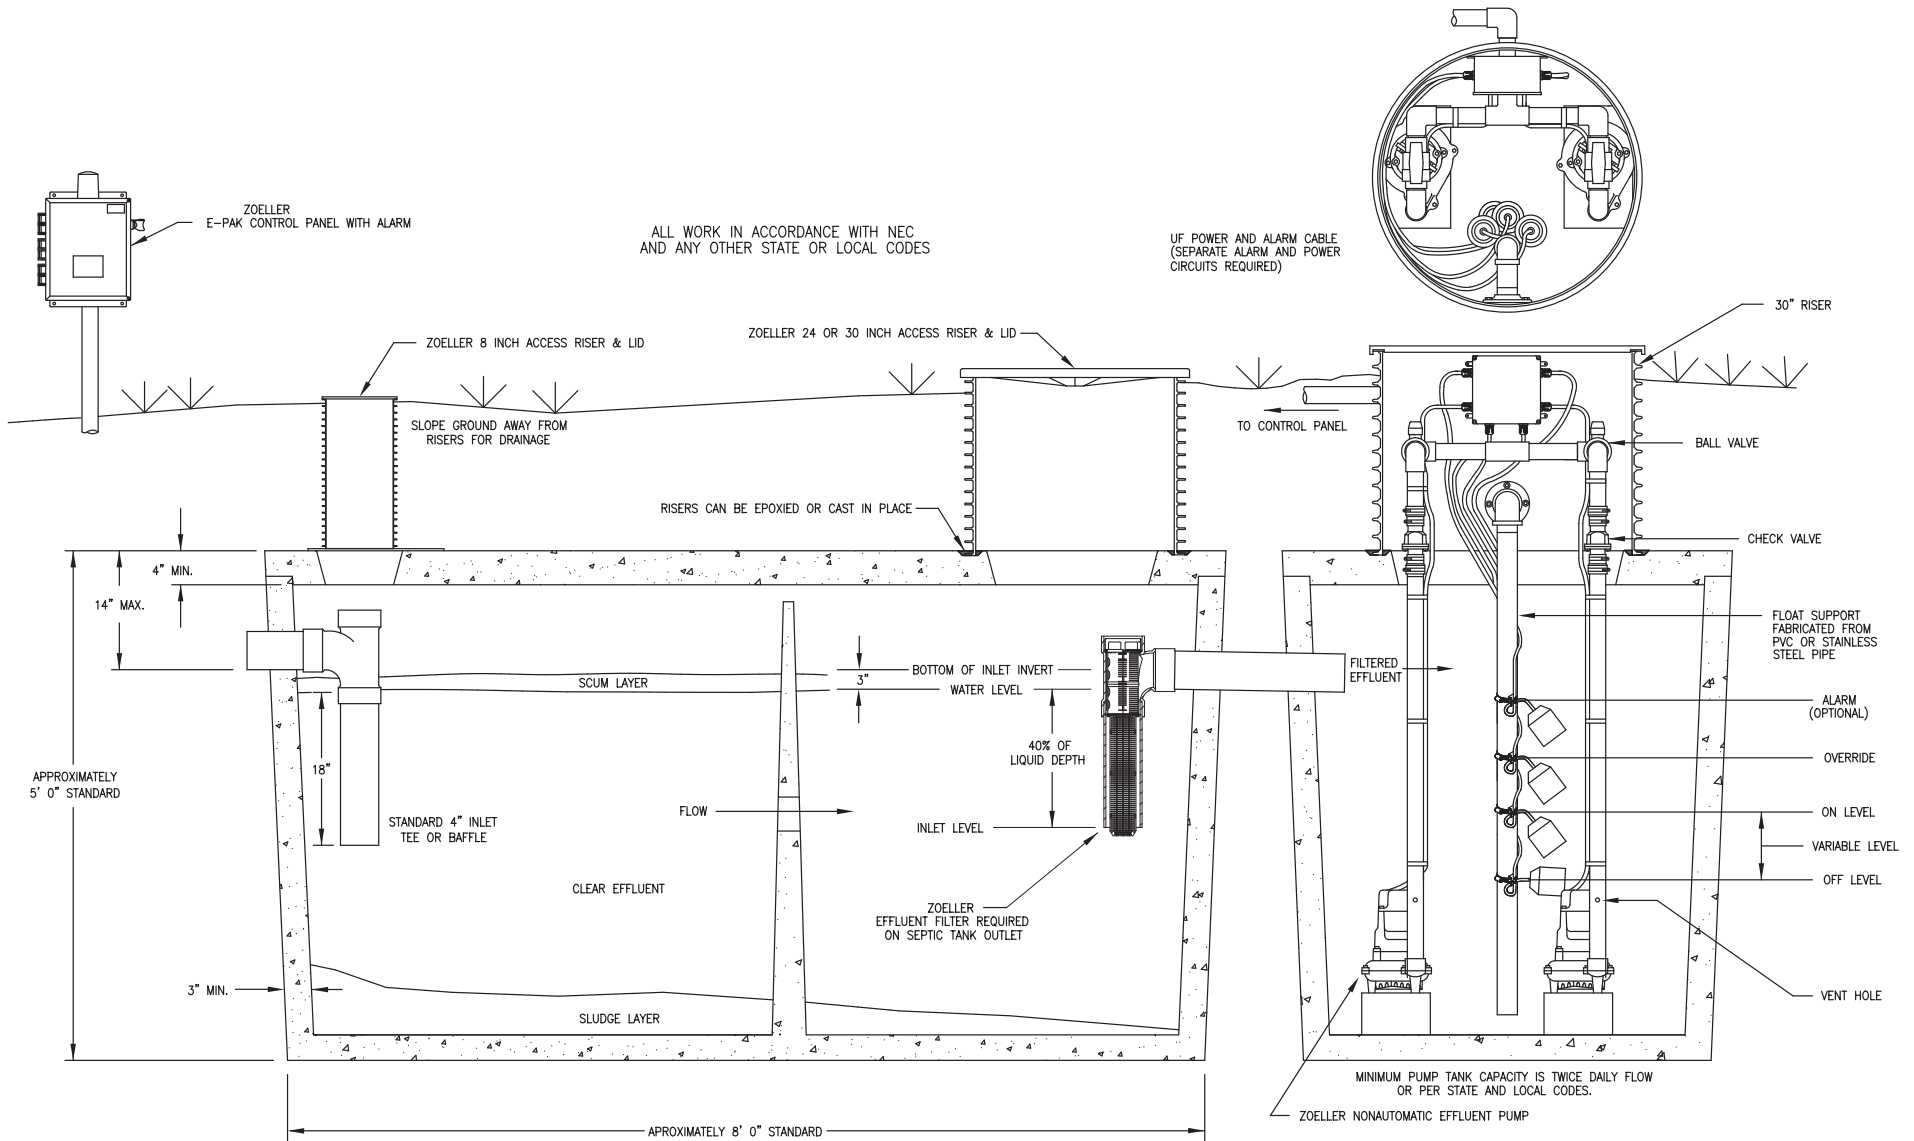 ZOELLER
E-PAK CONTROL PANEL WITH ALARM
ALL WORK IN ACCORDANCE WITH NEC
AND ANY OTHER STATE OR LOCAL CODES
UF POWER AND ALARM CABLE
(SEPARATE ALARM AND POWER
CIRCUITS REQUIRED)
30" RISER
ZOELLER 8 INCH ACCESS RISER & LID
ZOELLER 24 OR 30 INCH ACCESS RISER & LID
SLOPE GROUND AWAY FROM
RISERS FOR DRAINAGE
TO CONTROL PANEL
BALL VALVE
RISERS CAN BE EPOXIED OR CAST IN PLACE
CHECK VALVE
4" MIN.
14" MAX.
FLOAT SUPPORT
FABRICATED FROM
PVC OR STAINLESS
STEEL PIPE
BOTTOM OF INLET INVERT
3"
WATER LEVEL
SCUM LAYER
FILTERED
EFFLUENT
ALARM
(OPTIONAL)
40% OF
LIQUID DEPTH
OVERRIDE
18"
APPROXIMATELY
5' 0" STANDARD
STANDARD 4" INLET
TEE OR BAFFLE
FLOW
INLET LEVEL
ON LEVEL
VARIABLE LEVEL
OFF LEVEL
CLEAR EFFLUENT
ZOELLER
EFFLUENT FILTER REQUIRED
ON SEPTIC TANK OUTLET
3" MIN.
SLUDGE LAYER
VENT HOLE
MINIMUM PUMP TANK CAPACITY IS TWICE DAILY FLOW
OR PER STATE AND LOCAL CODES.
ZOELLER NONAUTOMATIC EFFLUENT PUMP
APROXIMATELY 8' 0" STANDARD